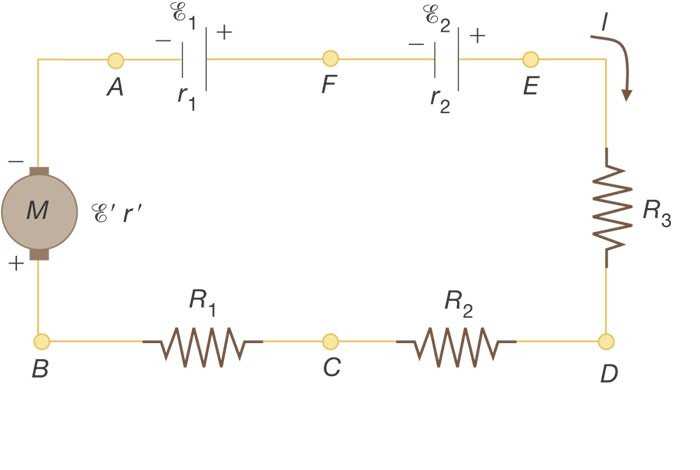 ℰ₁
ℰ₂
I
− +
− +
A
r₁
F
r₂
E
−
M
ℰ' r'
R₃
+
R₁
R₂
B
C
D